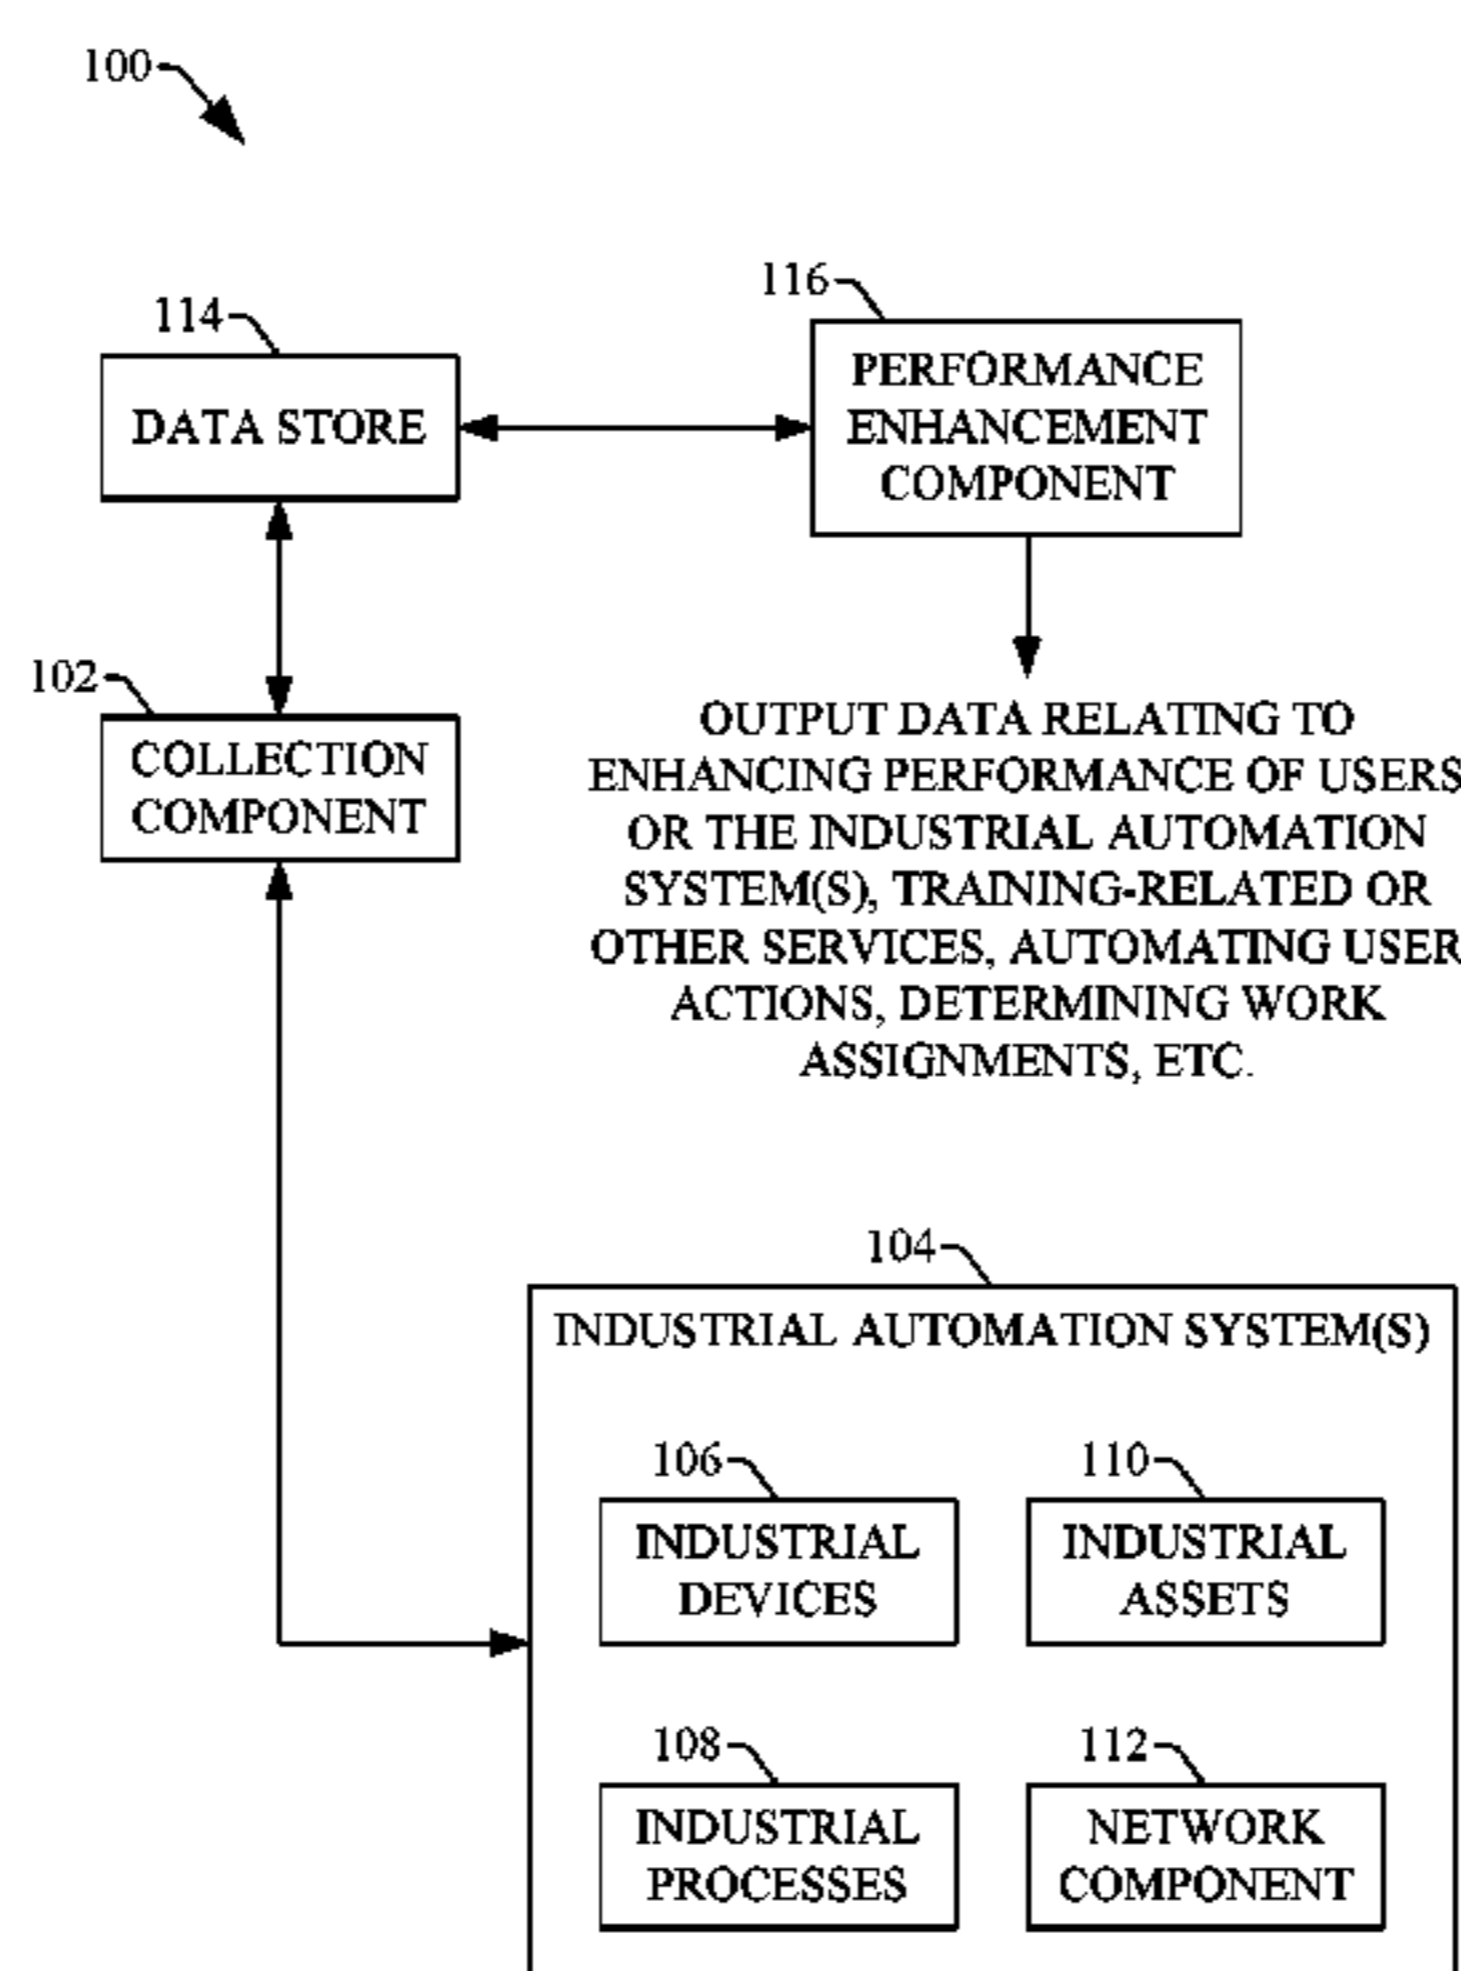 100
116
114
PERFORMANCE
ENHANCEMENT
COMPONENT
DATA STORE
102
COLLECTION
COMPONENT
OUTPUT DATA RELATING TO
ENHANCING PERFORMANCE OF USERS
OR THE INDUSTRIAL AUTOMATION
SYSTEM(S), TRAINING-RELATED OR
OTHER SERVICES, AUTOMATING USER
ACTIONS, DETERMINING WORK
ASSIGNMENTS, ETC.
104
INDUSTRIAL AUTOMATION SYSTEM(S)
106
INDUSTRIAL
DEVICES
110
INDUSTRIAL
ASSETS
108
INDUSTRIAL
PROCESSES
112
NETWORK
COMPONENT